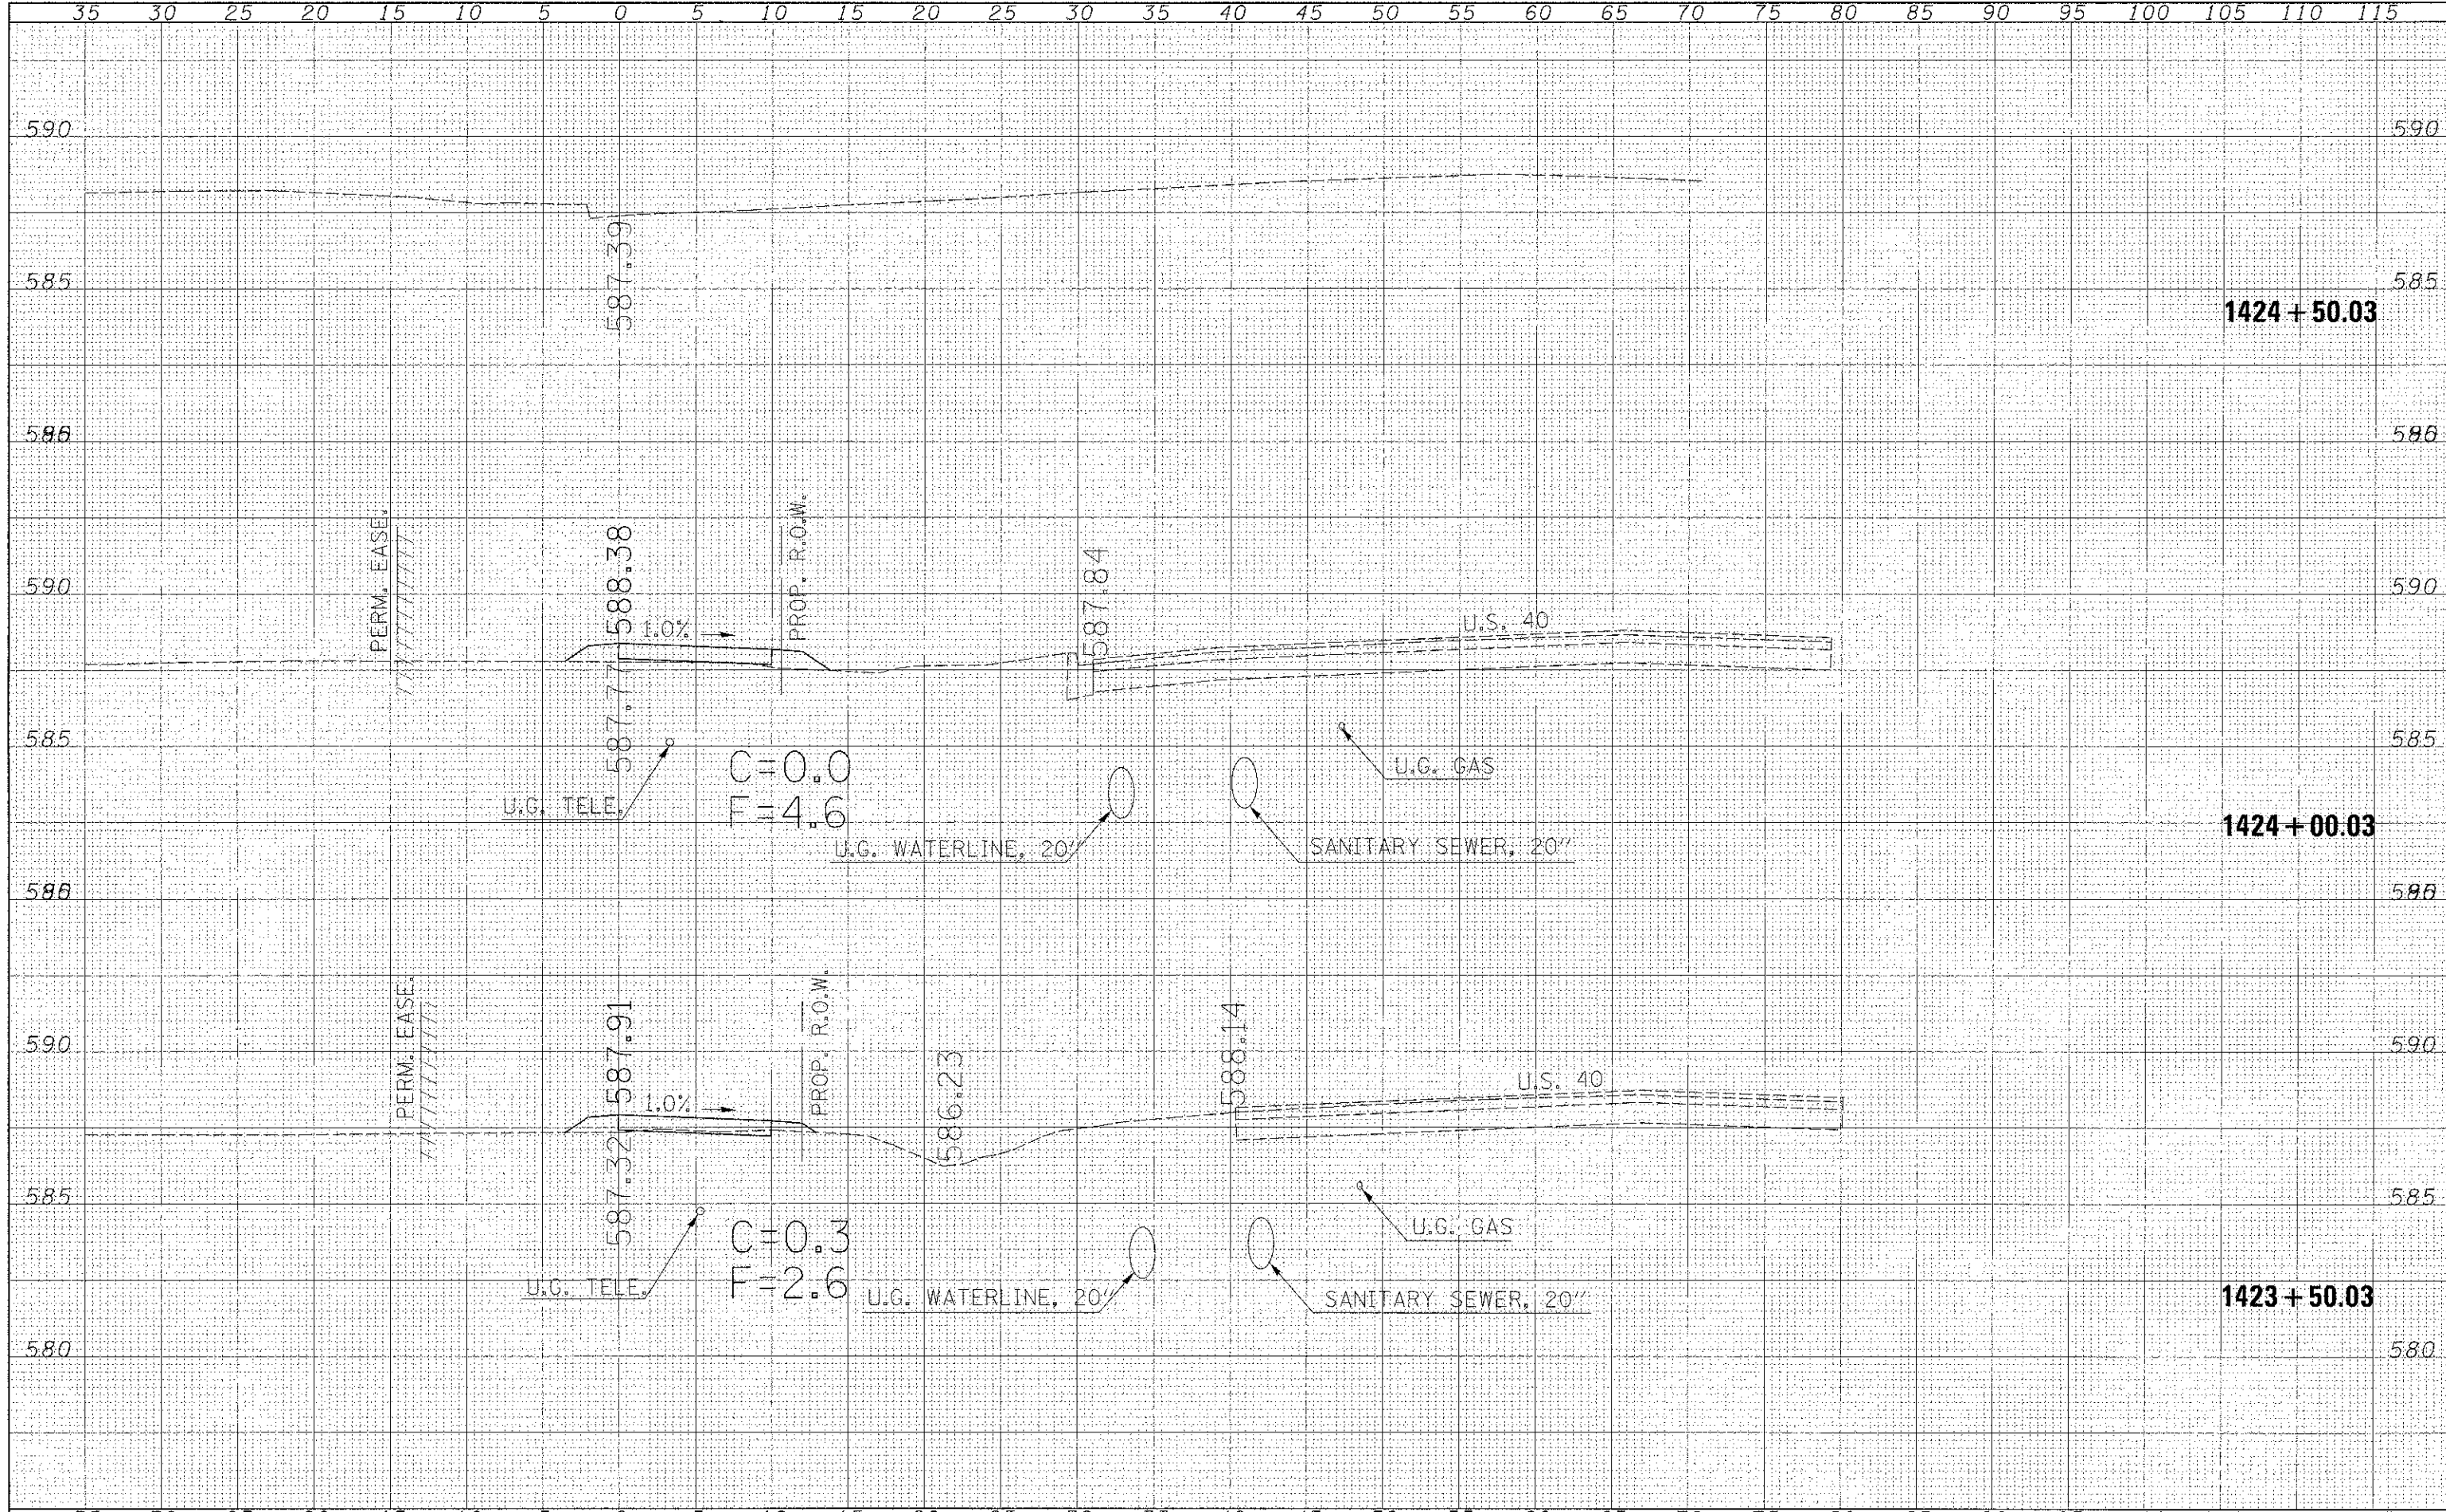 35 30 25 20 15 10 5 0 5 10 15 20 25 30 35 40 45 50 55 60 65 70 75 80 85 90 95 100 105 110 115
590 590
587.39
585 585
1424+50.03
580 580
PERM. EASE.
588.38
PROP. R.O.W.
587.84
590 590
1.0%
U.S. 40
587.77
585 585
C=0.0
U.G. GAS
U.G. TELE.
F=4.6
1424+00.03
U.G. WATERLINE, 20"
SANITARY SEWER, 20"
580 580
PERM. EASE.
587.91
PROP. R.O.W.
586.23
588.14
590 590
1.0%
U.S. 40
587.32
585 585
C=0.3
U.G. GAS
U.G. TELE.
F=2.6
U.G. WATERLINE, 20"
SANITARY SEWER, 20"
1423+50.03
580 580